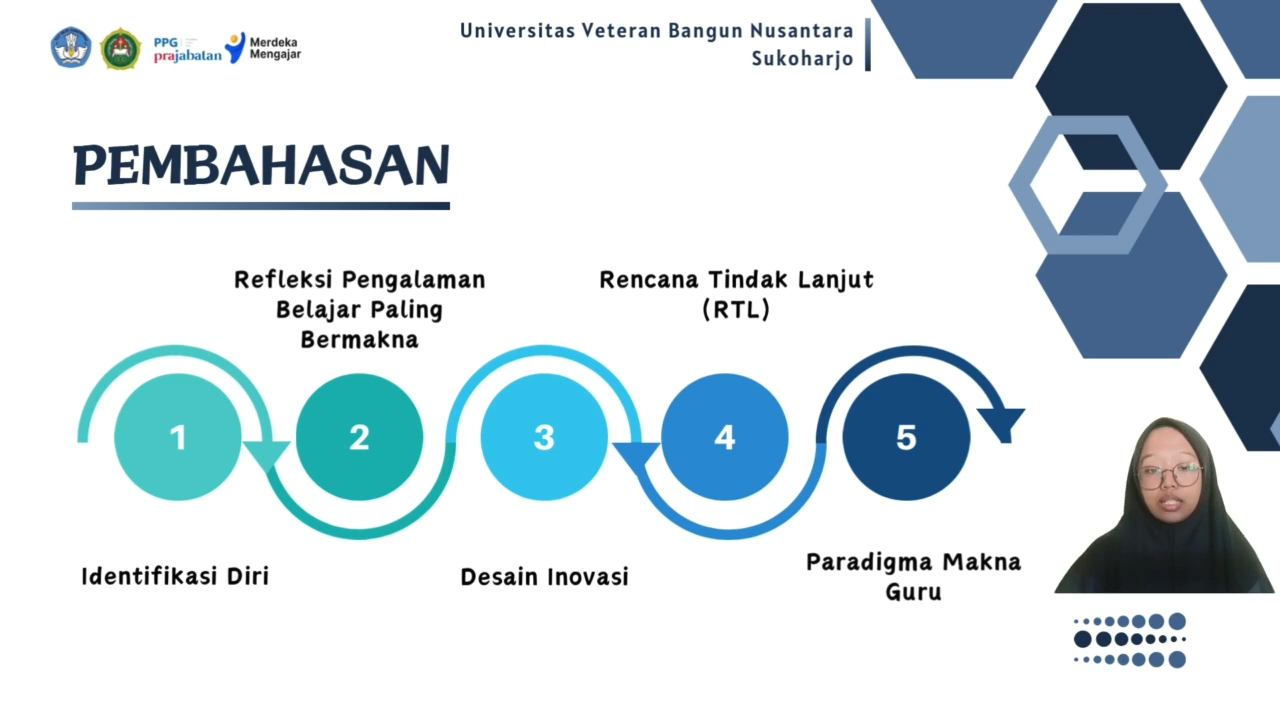 PPG
prajabatan
Merdeka
Mengajar
Universitas Veteran Bangun Nusantara
Sukoharjo
PEMBAHASAN
Refleksi Pengalaman
Belajar Paling
Bermakna
Rencana Tindak Lanjut
(RTL)
1
2
3
4
5
Identifikasi Diri
Desain Inovasi
Paradigma Makna
Guru